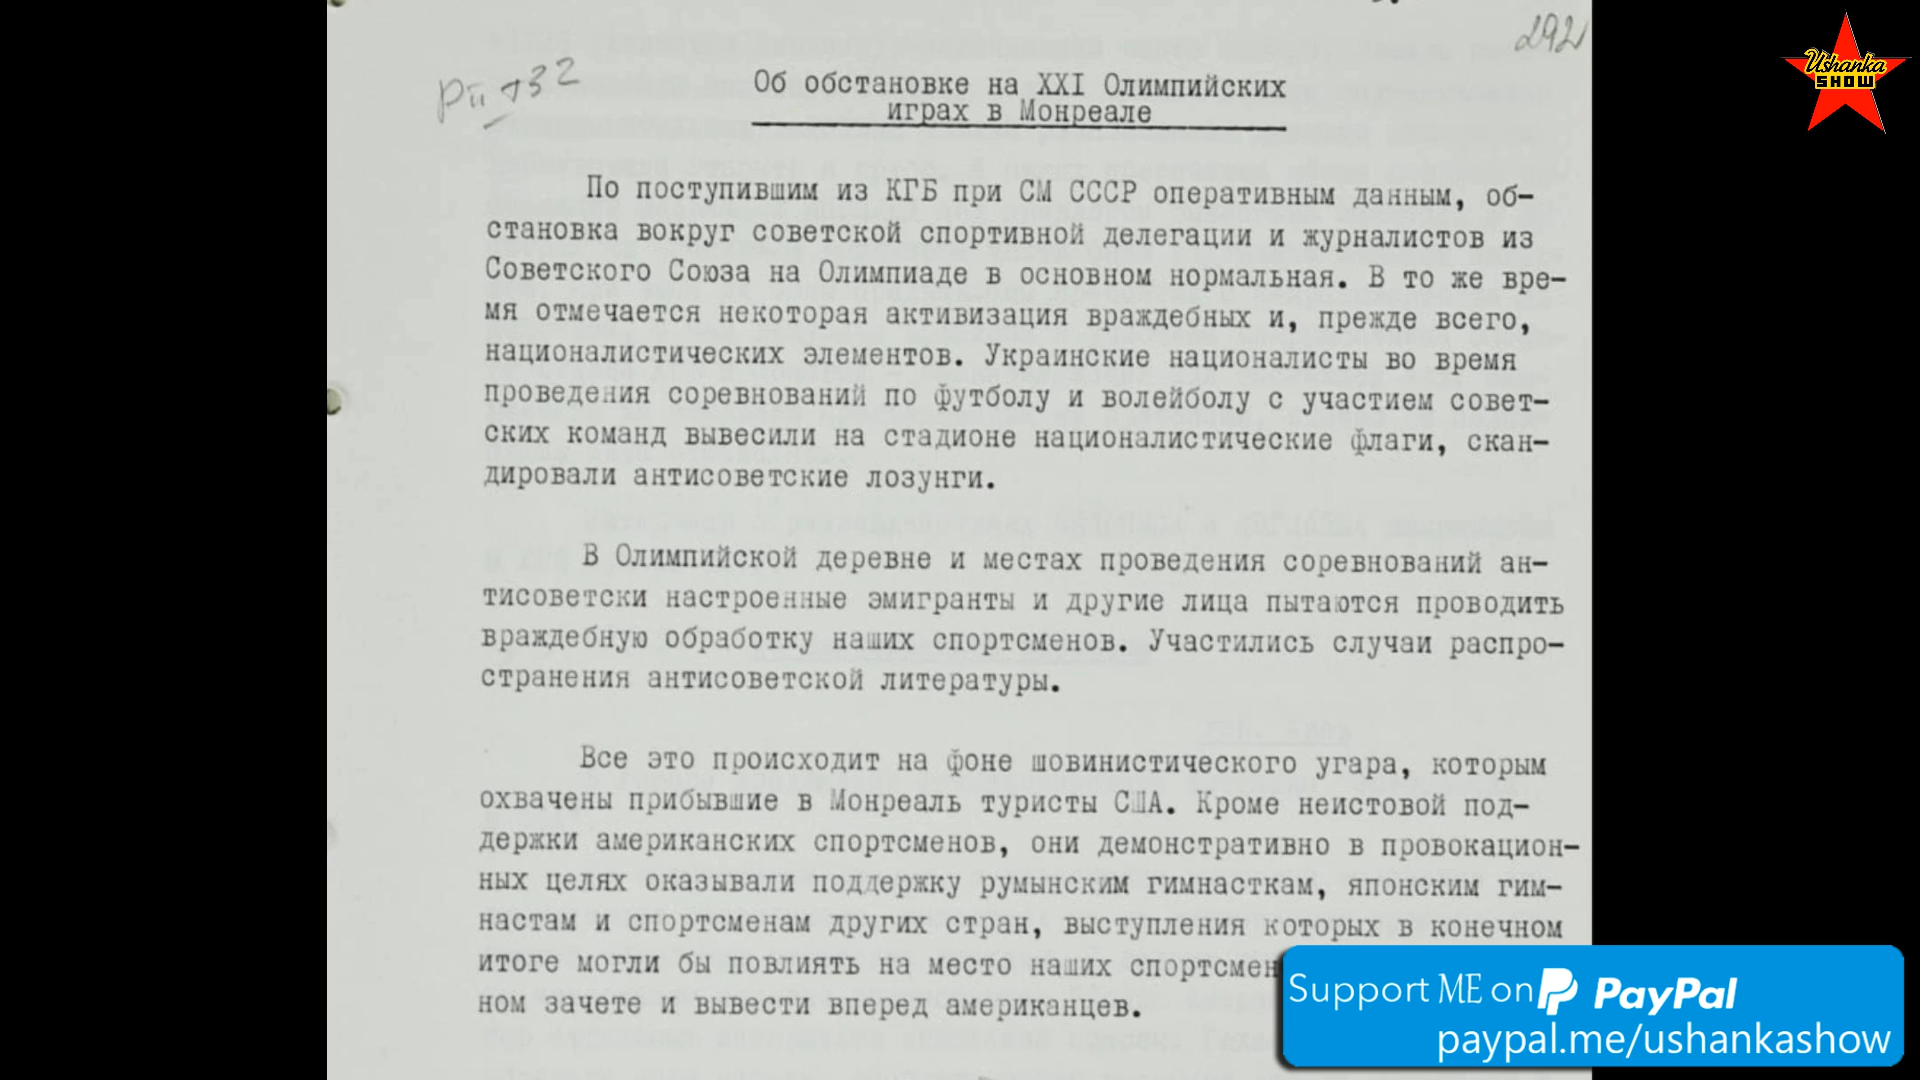 292
Ushanka
SHOW
Об обстановке на XXI Олимпийских
играх в Монреале
По поступившим из КГБ при СМ СССР оперативным данным, об-
становка вокруг советской спортивной делегации и журналистов из
Советского Союза на Олимпиаде в основном нормальная. В то же вре-
мя отмечается некоторая активизация враждебных и, прежде всего,
националистических элементов. Украинские националисты во время
проведения соревнований по футболу и волейболу с участием совет-
ских команд вывесили на стадионе националистические флаги, скан-
дировали антисоветские лозунги.
В Олимпийской деревне и местах проведения соревнований ан-
тисоветски настроенные эмигранты и другие лица пытаются проводить
враждебную обработку наших спортсменов. Участились случаи распро-
странения антисоветской литературы.
Все это происходит на фоне шовинистического угара, которым
охвачены прибывшие в Монреаль туристы США. Кроме неистовой под-
держки американских спортсменов, они демонстративно в провокацион-
ных целях оказывали поддержку румынским гимнасткам, японским гим-
настам и спортсменам других стран, выступления которых в конечном
итоге могли бы повлиять на место наших спортсмен
ном зачете и вывести вперед американцев.
Support ME on PayPal
paypal.me/ushankashow